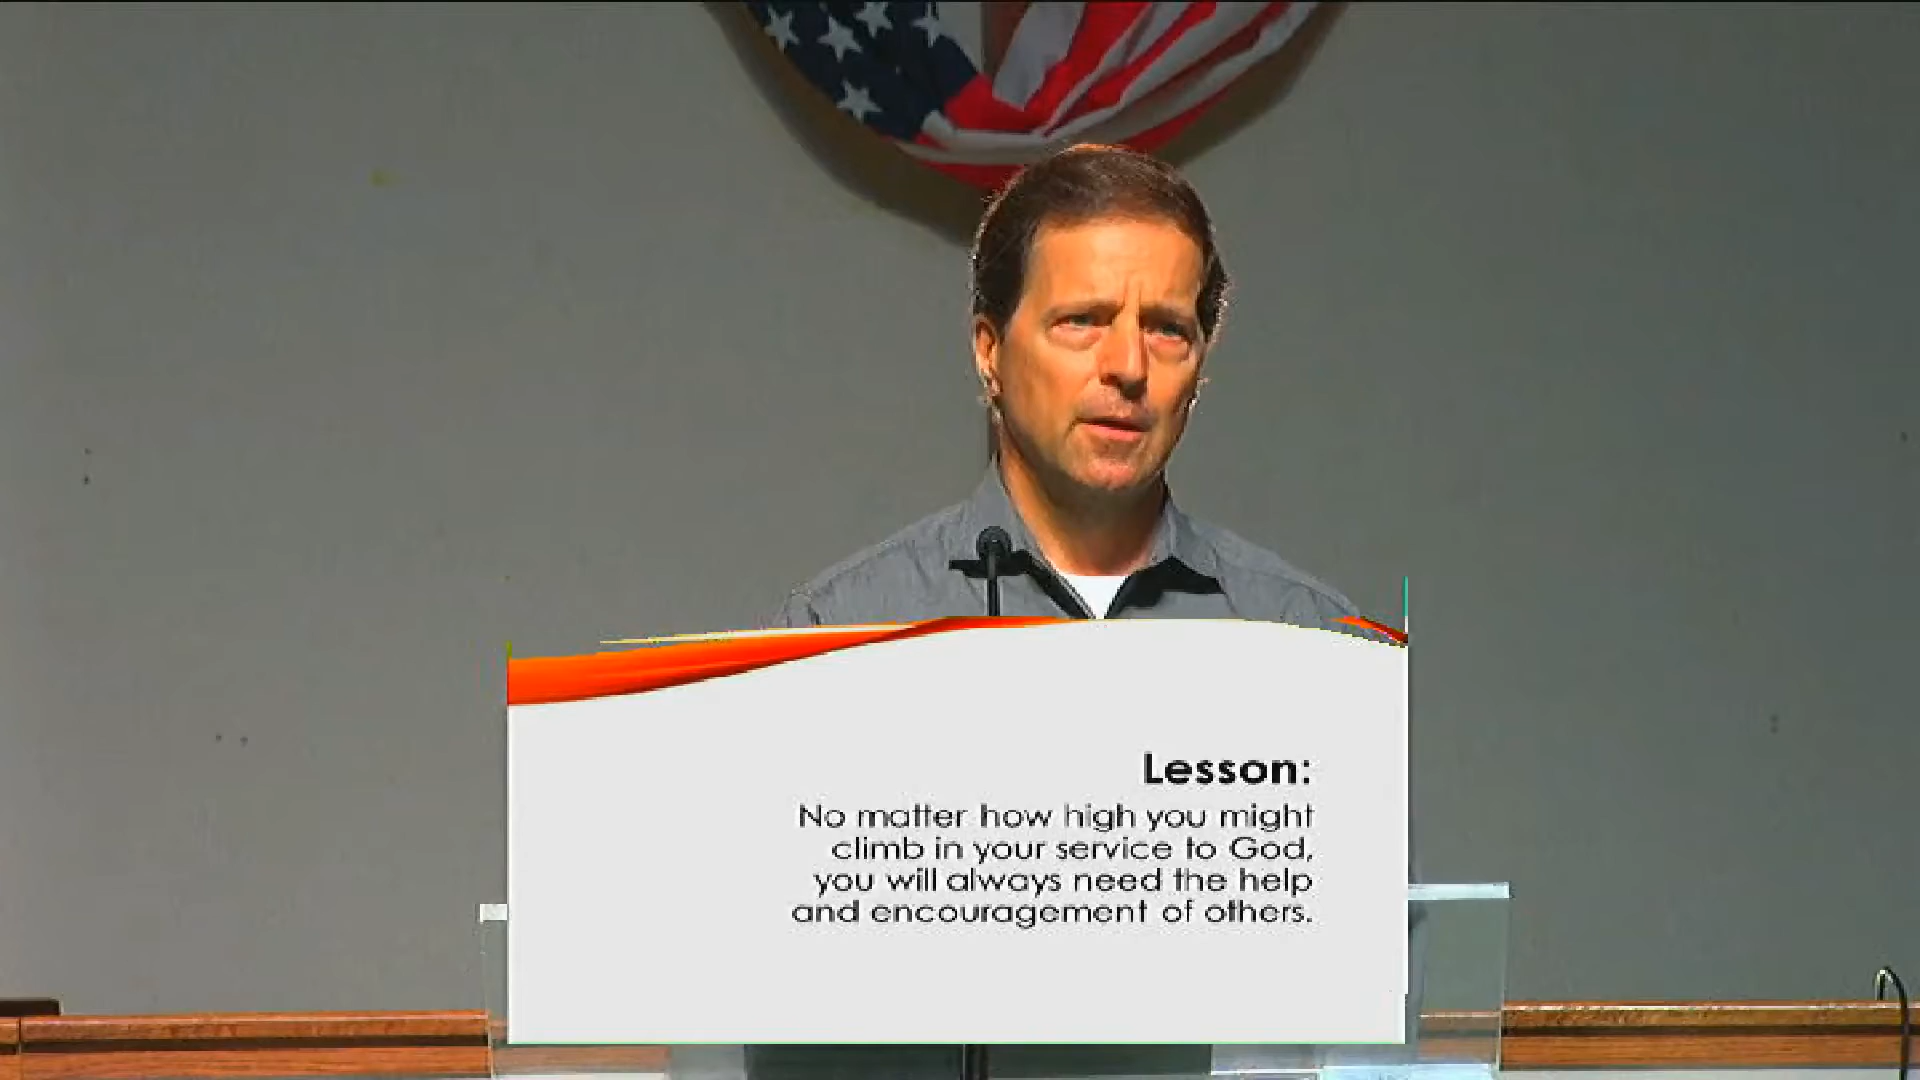 Lesson:
No matter how high you might
climb in your service to God,
you will always need the help
and encouragement of others.